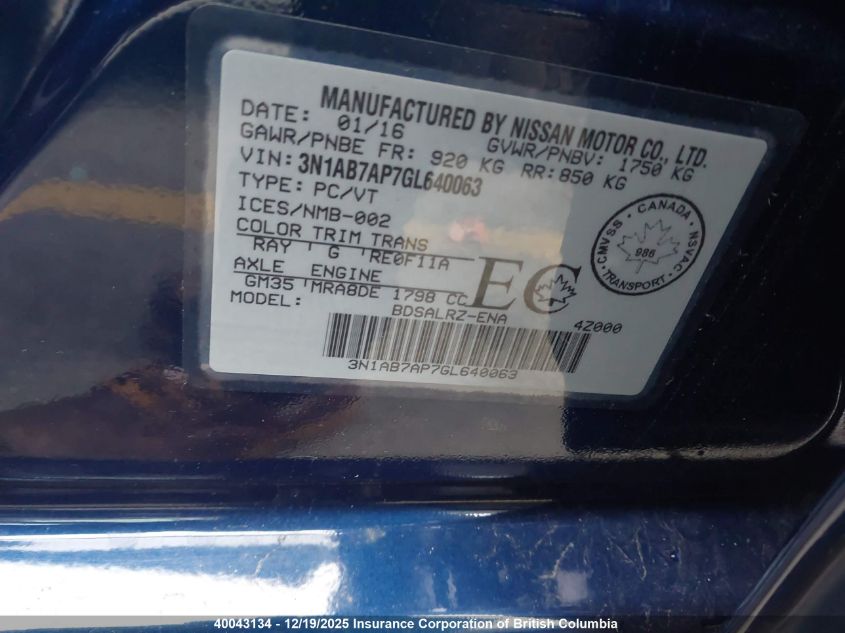 MANUFACTURED BY NISSAN MOTOR CO., LTD.
DATE: 01/16 GVWR/PNBV: 1750 KG
GAWR/PNBE FR: 920 KG RR: 850 KG
VIN: 3N1AB7AP7GL640063
TYPE: PC/VT
ICES/NMB-002
COLOR TRIM TRANS
RAY G RE0F11A
AXLE ENGINE
GM35 MRA8DE 1798 CC
MODEL: BDSALRZ-ENA
EC
4Z000
3N1AB7AP7GL640063
CANADA
CMVSS
NSVAC
986
TRANSPORT
40043134 - 12/19/2025 Insurance Corporation of British Columbia